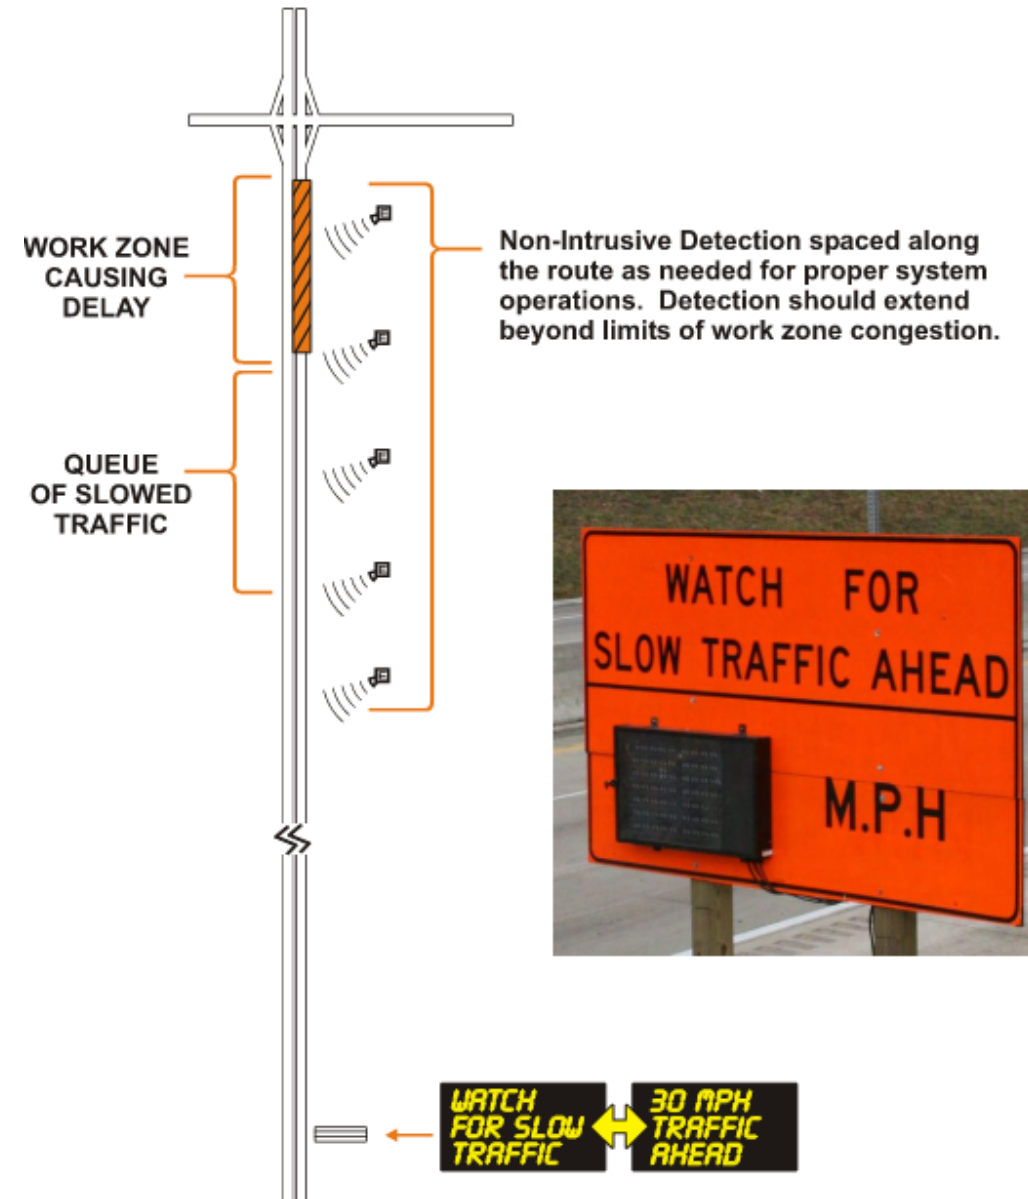 WORK ZONE
CAUSING
DELAY
Non-Intrusive Detection spaced along
the route as needed for proper system
operations.  Detection should extend
beyond limits of work zone congestion.
QUEUE
OF SLOWED
TRAFFIC
WATCH FOR
SLOW TRAFFIC AHEAD
M.P.H
WATCH
FOR SLOW
TRAFFIC
30 MPH
TRAFFIC
AHEAD